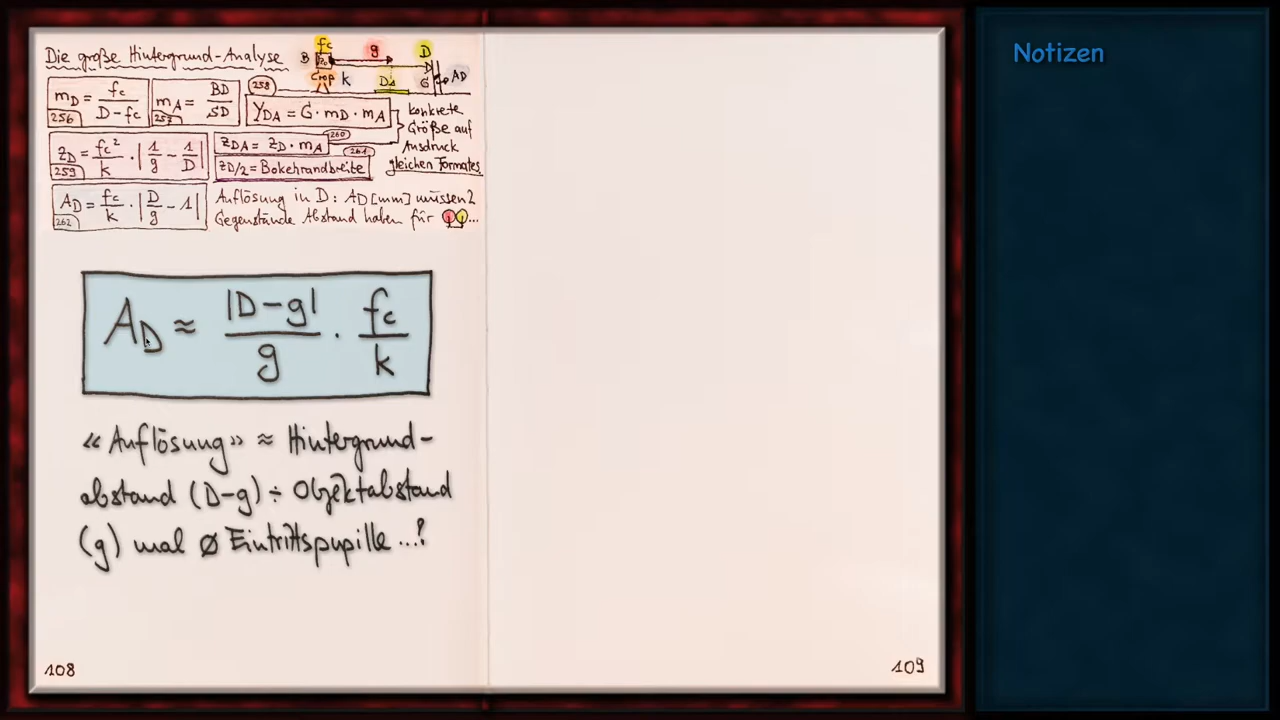 Die große Hintergrund-Analyse
fc
B
g
D
Crop
k
D
G
AD
mD = fc / (D - fc)
256
mA = BD / SD
257
258
YDA = G · mD · mA
konkrete
Größe auf
Ausdruck
gleichen Formates
zD = fc² / k · |1/g - 1/D|
259
zDA = zD · mA
260
zD/2 = Bokehrandbreite
261
AD = fc / k · |D/g - 1|
262
Auflösung in D: AD [mm] müssen 2
Gegenstände Abstand haben für ...
AD ≈ |D-g| / g · fc / k
«Auflösung» ≈ Hintergrund-
abstand (D-g) ÷ Objektabstand
(g) mal Ø Eintrittspupille ...?
108
109
Notizen